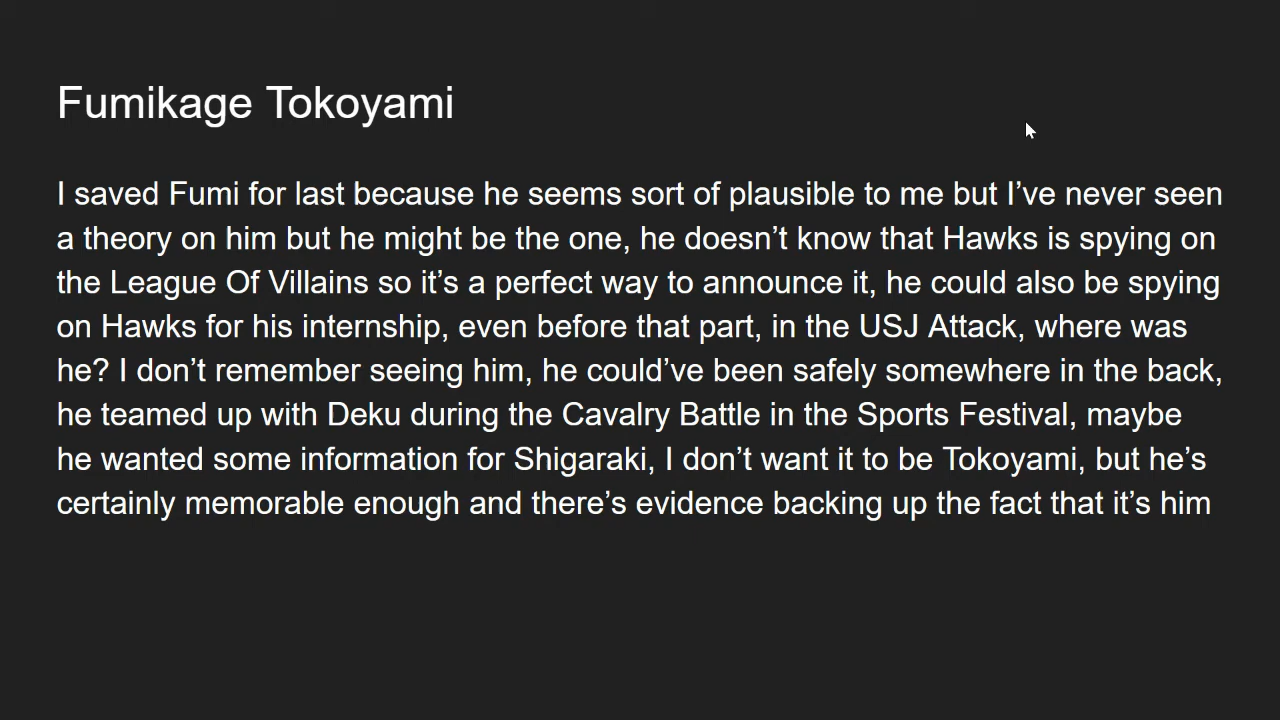 Fumikage Tokoyami
I saved Fumi for last because he seems sort of plausible to me but I’ve never seen
a theory on him but he might be the one, he doesn’t know that Hawks is spying on
the League Of Villains so it’s a perfect way to announce it, he could also be spying
on Hawks for his internship, even before that part, in the USJ Attack, where was
he? I don’t remember seeing him, he could’ve been safely somewhere in the back,
he teamed up with Deku during the Cavalry Battle in the Sports Festival, maybe
he wanted some information for Shigaraki, I don’t want it to be Tokoyami, but he’s
certainly memorable enough and there’s evidence backing up the fact that it’s him